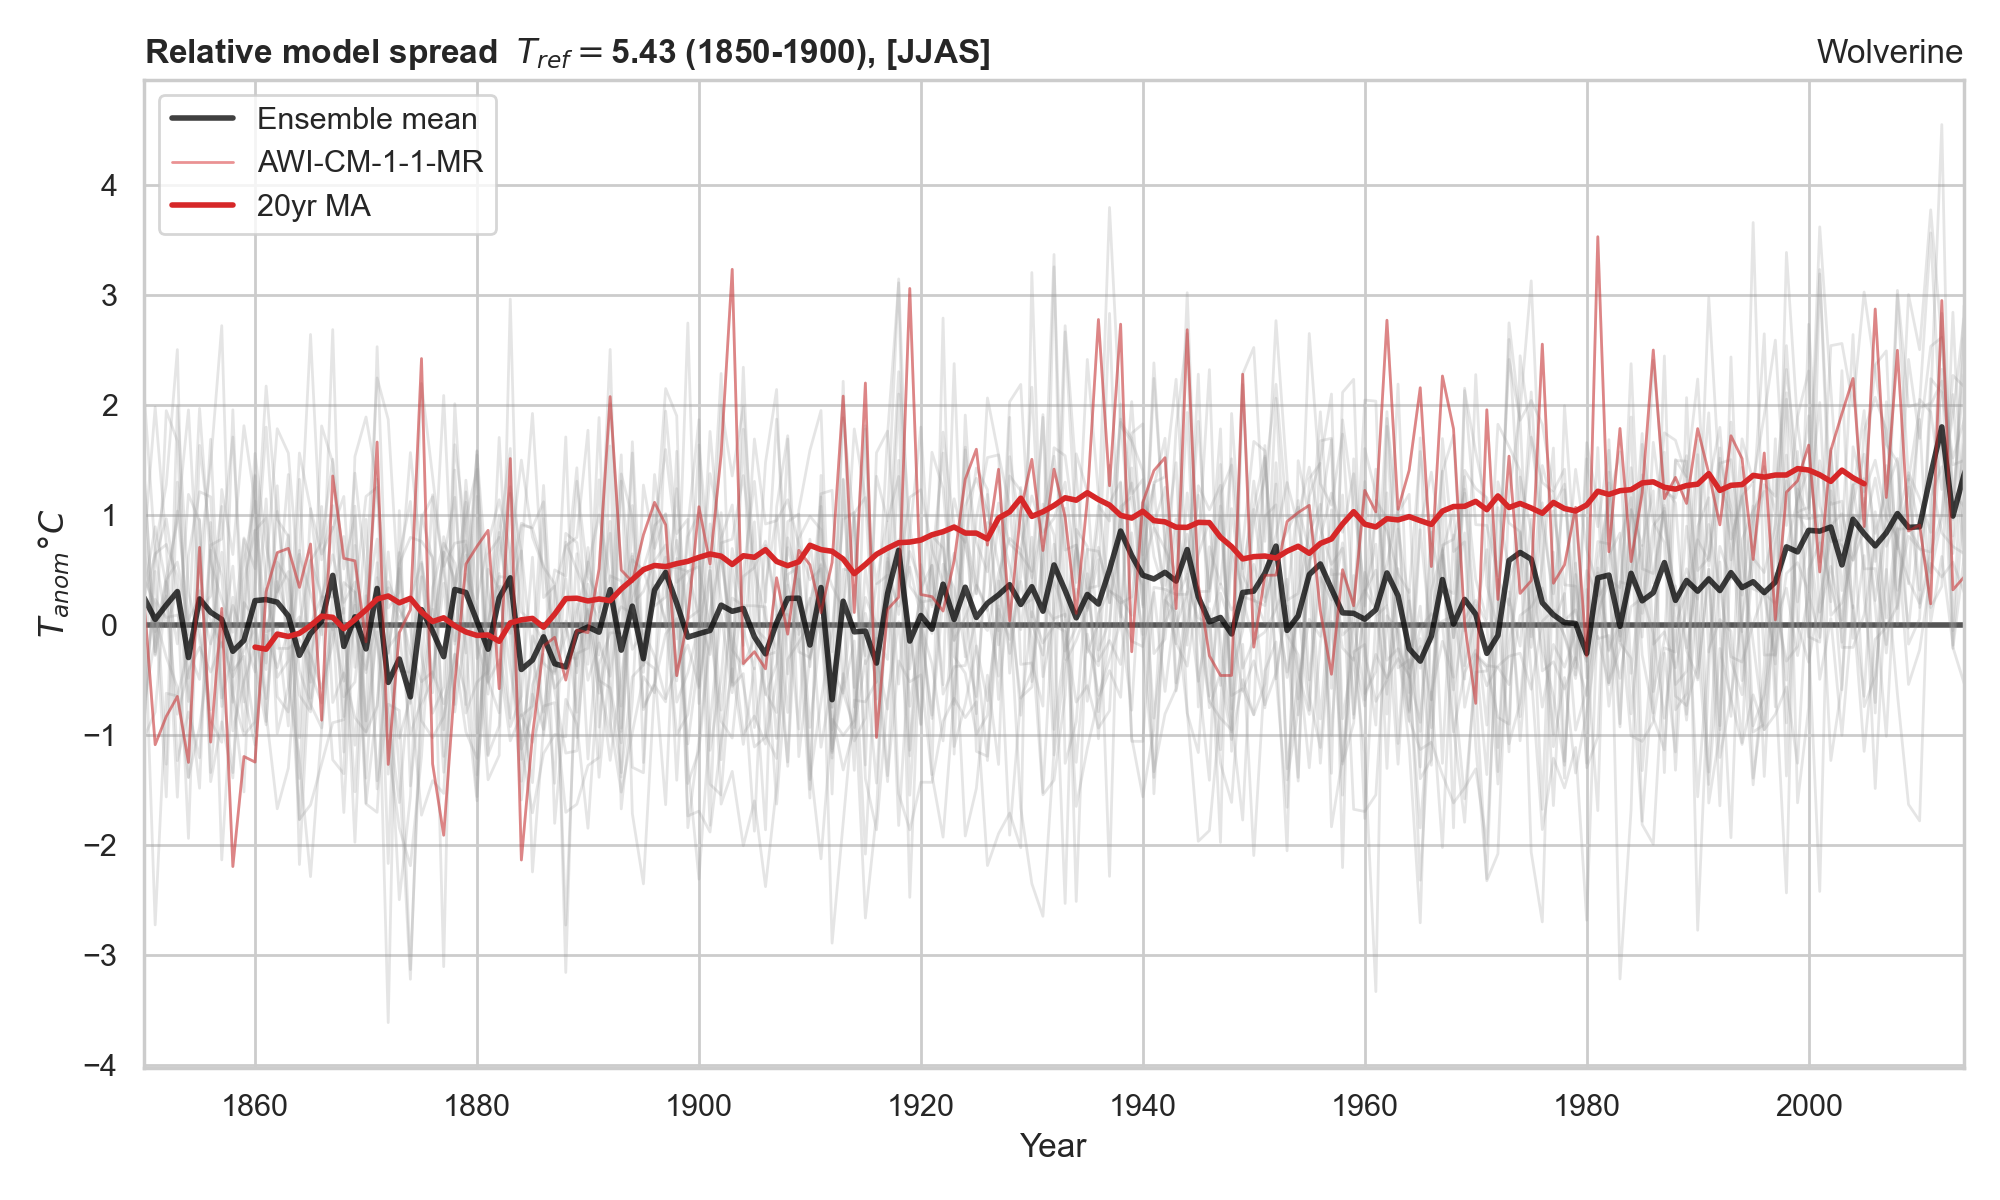 Relative model spread T_ref = 5.43 (1850-1900), [JJAS]
Wolverine
Ensemble mean
AWI-CM-1-1-MR
20yr MA
T_anom °C
4
3
2
1
0
−1
−2
−3
−4
1860 1880 1900 1920 1940 1960 1980 2000
Year